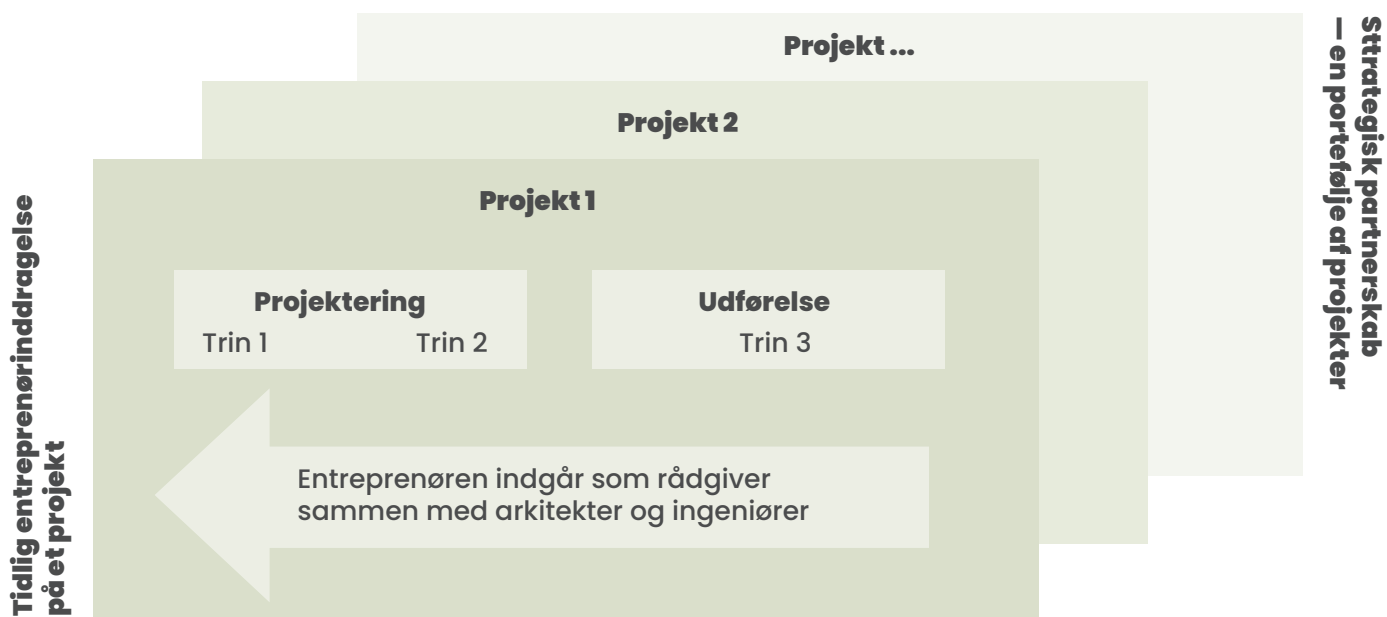 Projekt ...
Projekt 2
Projekt 1
Projektering
Trin 1 Trin 2
Udførelse
Trin 3
Entreprenøren indgår som rådgiver
sammen med arkitekter og ingeniører
Tidlig entreprenørinddragelse
på et projekt
Sttrategisk partnerskab
— en portefølje af projekter